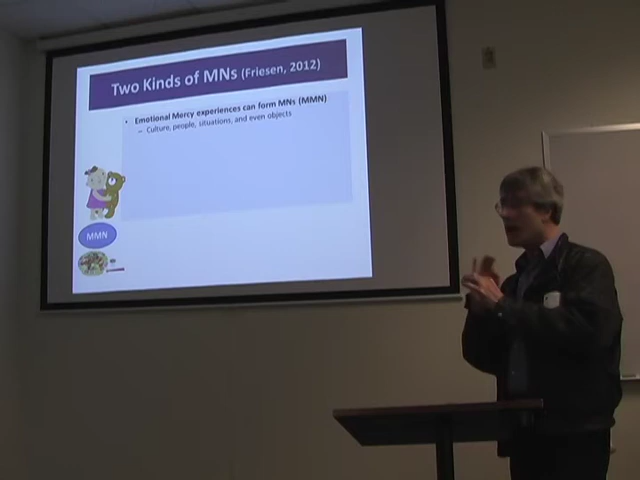 Two Kinds of MNs (Friesen, 2012)
• Emotional Mercy experiences can form MNs (MMN)
– Culture, people, situations, and even objects
MMN